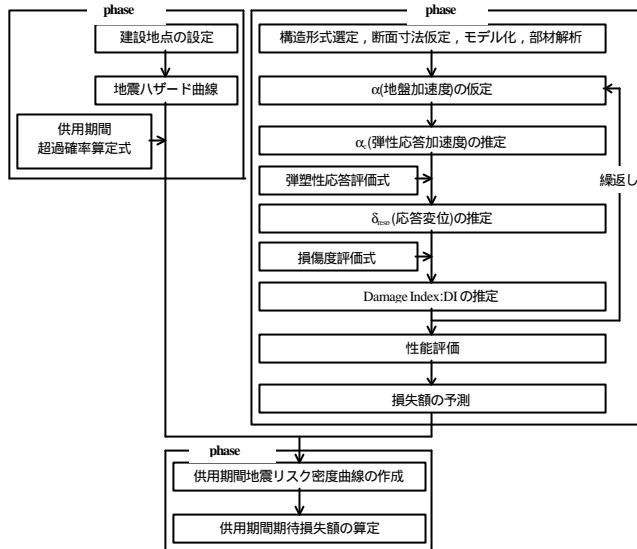 phase
建設地点の設定
地震ハザード曲線
供用期間
超過確率算定式
phase
構造形式選定，断面寸法仮定，モデル化，部材解析
α(地盤加速度)の仮定
αe(弾性応答加速度)の推定
弾塑性応答評価式
δresp(応答変位)の推定
損傷度評価式
Damage Index:DI の推定
繰返し
性能評価
損失額の予測
phase
供用期間地震リスク密度曲線の作成
供用期間期待損失額の算定